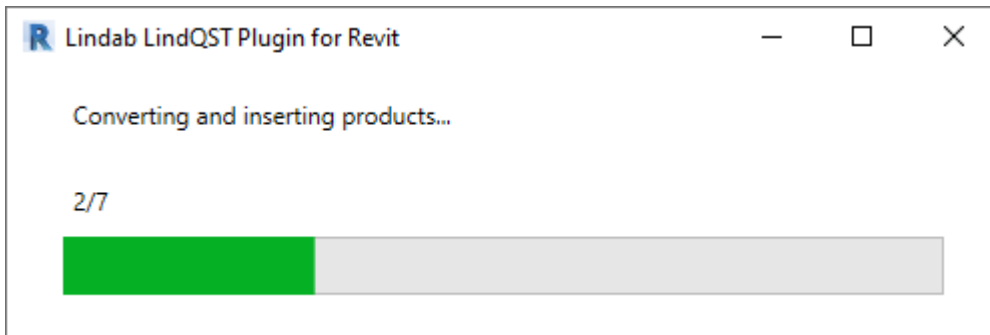 Lindab LindQST Plugin for Revit
Converting and inserting products...
2/7